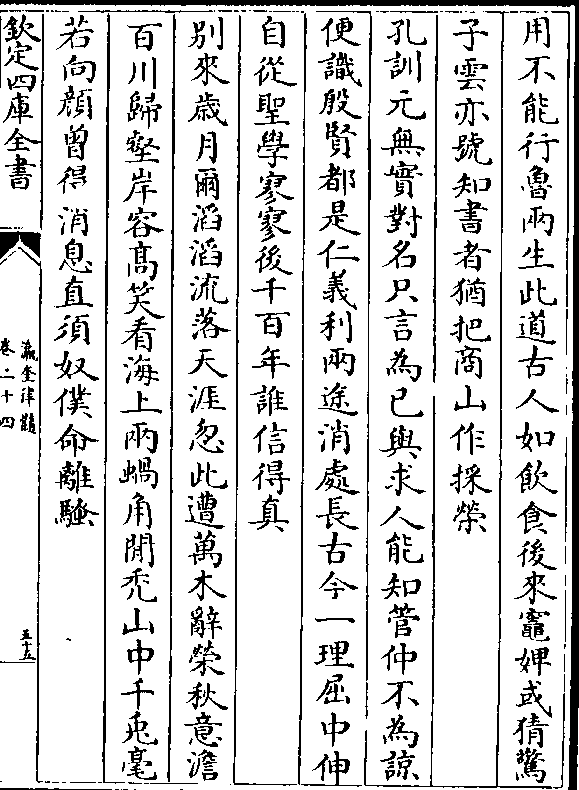 用不能行魯兩生此道古人如飲食後來竈婢或猜驚
子雲亦號知書者猶把商山作採榮
孔訓元無實對名只言為已與求人能知管仲不為諒
便識殷賢都是仁義利兩途消處長古今一理屈中伸
自從聖學寥寥後千百年誰信得真
別來歲月爾滔滔流落天涯忽此遭萬木辭榮秋意澹
百川歸壑岸容髙笑看海上兩蝸角閒禿山中千兎毫
若向顔曾得消息直須奴僕命離騷
欽定四庫全書
瀛奎律髓
卷二十四
五十五